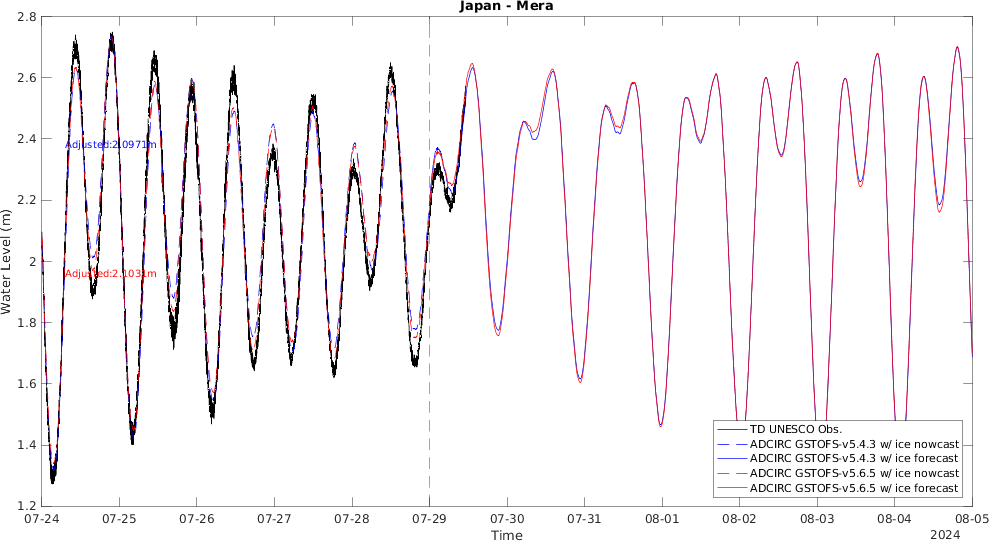 Japan - Mera
2.8
2.6
2.4
2.2
2
1.8
1.6
1.4
1.2
Water Level (m)
Adjusted:2.0971m
Adjusted:2.1031m
TD UNESCO Obs.
ADCIRC GSTOFS-v5.4.3 w/ ice nowcast
ADCIRC GSTOFS-v5.4.3 w/ ice forecast
ADCIRC GSTOFS-v5.6.5 w/ ice nowcast
ADCIRC GSTOFS-v5.6.5 w/ ice forecast
07-24 07-25 07-26 07-27 07-28 07-29 07-30 07-31 08-01 08-02 08-03 08-04 08-05
Time
2024